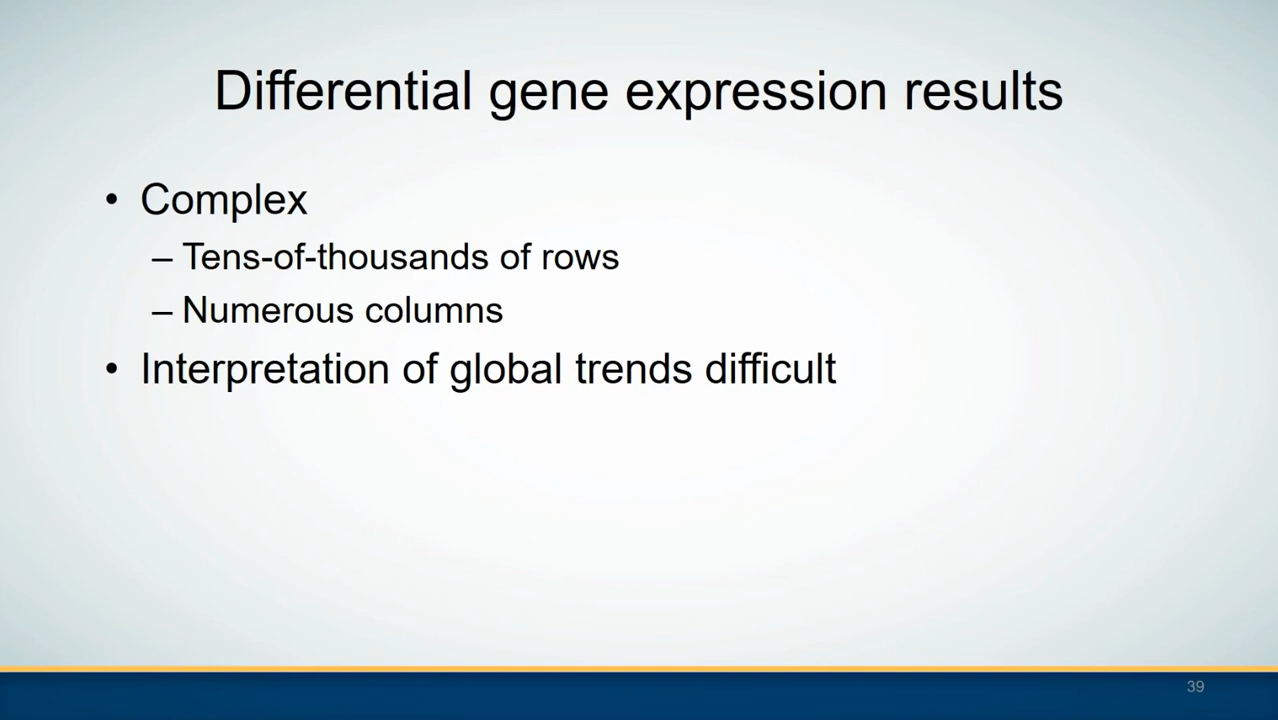 Differential gene expression results
• Complex
– Tens-of-thousands of rows
– Numerous columns
• Interpretation of global trends difficult
39